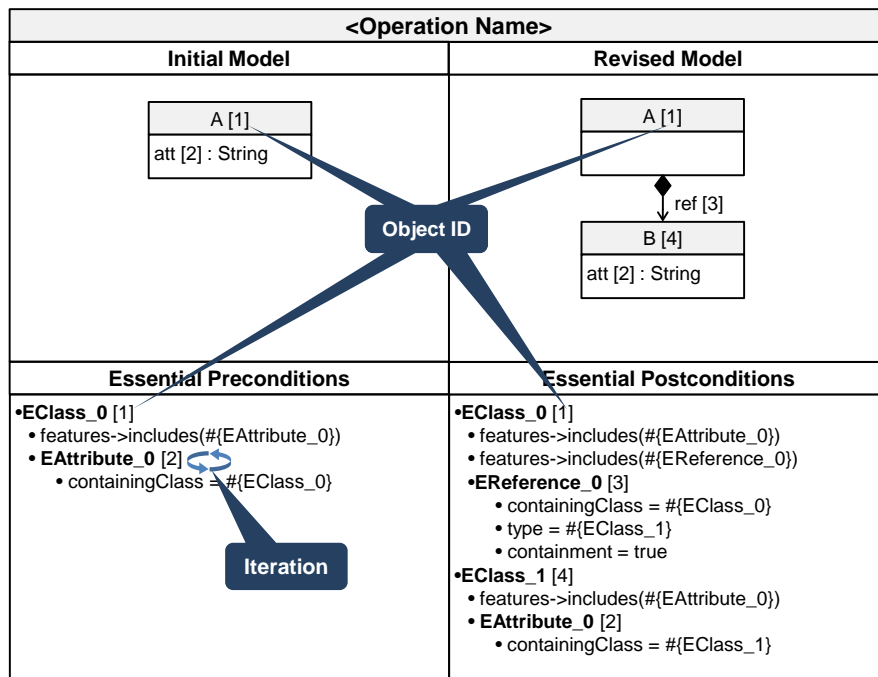 <Operation Name>
Initial Model
Revised Model
A [1]
att [2] : String
A [1]
ref [3]
B [4]
att [2] : String
Object ID
Essential Preconditions
•EClass_0 [1]
• features->includes(#{EAttribute_0})
• EAttribute_0 [2]
• containingClass = #{EClass_0}
Iteration
Essential Postconditions
•EClass_0 [1]
• features->includes(#{EAttribute_0})
• features->includes(#{EReference_0})
•EReference_0 [3]
• containingClass = #{EClass_0}
• type = #{EClass_1}
• containment = true
•EClass_1 [4]
• features->includes(#{EAttribute_0})
• EAttribute_0 [2]
• containingClass = #{EClass_1}